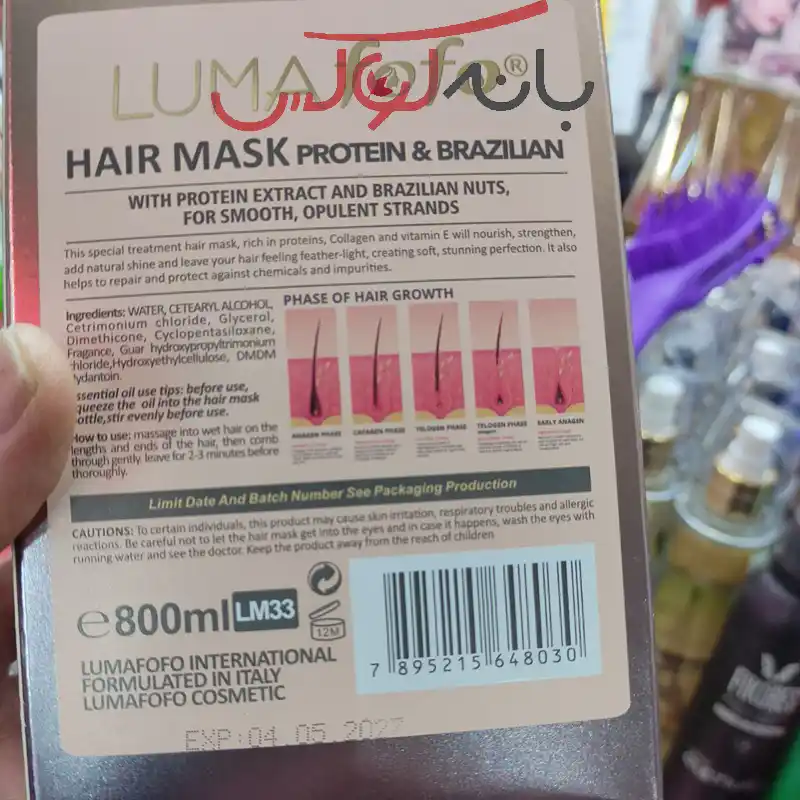 LUMAfofo®
بانه لوکس
HAIR MASK PROTEIN & BRAZILIAN
WITH PROTEIN EXTRACT AND BRAZILIAN NUTS,
FOR SMOOTH, OPULENT STRANDS
This special treatment hair mask, rich in proteins, Collagen and vitamin E will nourish, strengthen,
add natural shine and leave your hair feeling feather-light, creating soft, stunning perfection. It also
helps to repair and protect against chemicals and impurities.
Ingredients: WATER, CETEARYL ALCOHOL,
Cetrimonium chloride, Glycerol,
Dimethicone, Cyclopentasiloxane,
Fragance, Guar hydroxypropyltrimonium
hloride,Hydroxyethylcellulose, DMDM
ydantoin.
ssential oil use tips: before use,
queeze the oil into the hair mask
ottle,stir evenly before use.
How to use: massage into wet hair on the
lengths and ends of the hair, then comb
through gently. leave for 2-3 minutes before
thoroughly.
PHASE OF HAIR GROWTH
ANAGEN PHASE CATAGEN PHASE TELOGEN PHASE TELOGEN PHASE EARLY ANAGEN
Limit Date And Batch Number See Packaging Production
CAUTIONS: To certain individuals, this product may cause skin irritation, respiratory troubles and allergic
reactions. Be careful not to let the hair mask get into the eyes and in case it happens, wash the eyes with
running water and see the doctor. Keep the product away from the reach of children
℮800ml LM33
12M
LUMAFOFO INTERNATIONAL
FORMULATED IN ITALY
LUMAFOFO COSMETIC
7 895215 648030
EXP:04.05.2027